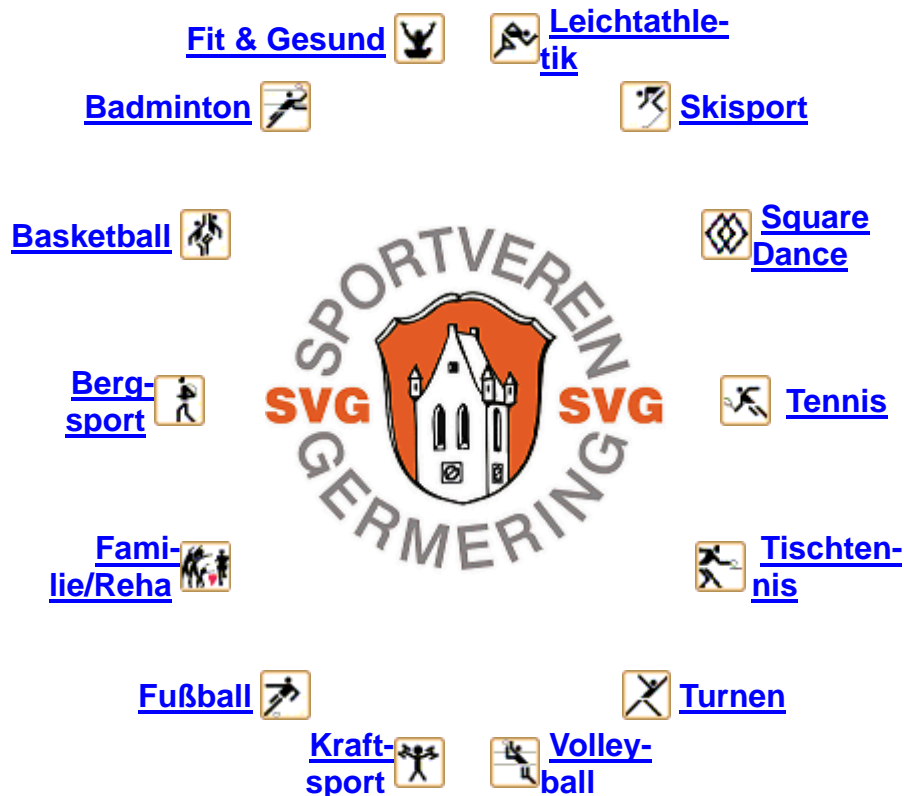 Fit & Gesund
Leichtathle-
tik
Badminton
Skisport
Basketball
Square
Dance
SPORTVEREIN
SVG
SVG
GERMERING
Berg-
sport
Tennis
Fami-
lie/Reha
Tischten-
nis
Fußball
Turnen
Kraft-
sport
Volley-
ball